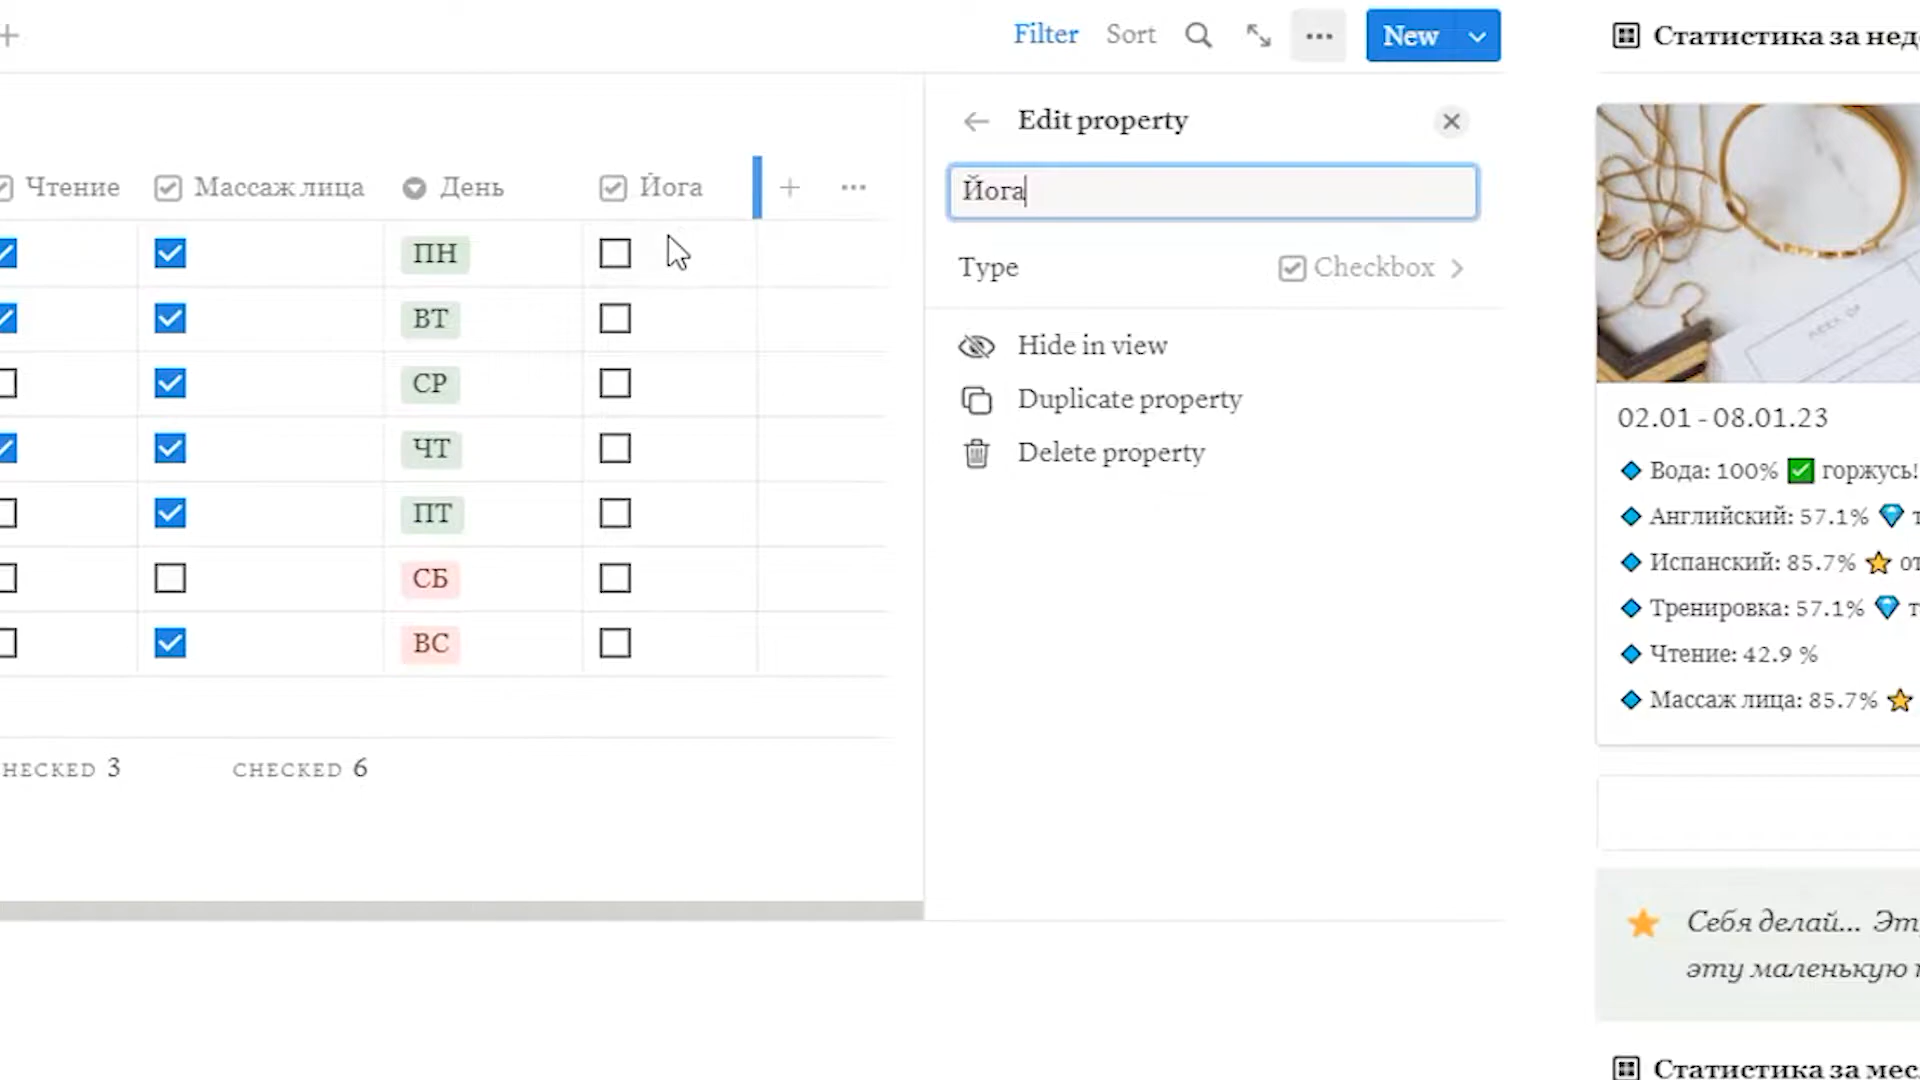 Filter Sort New
Статистика за нед
Edit property
Чтение Массаж лица День Йога
Йога
ПН
Type Checkbox
ВТ
Hide in view
СР
Duplicate property
02.01 - 08.01.23
ЧТ
Delete property
Вода: 100% ✅ горжусь!
ПТ
Английский: 57.1%
Испанский: 85.7%
СБ
Тренировка: 57.1%
ВС
Чтение: 42.9 %
Массаж лица: 85.7%
HECKED 3 CHECKED 6
Себя делай... Эт
эту маленькую
Статистика за мес